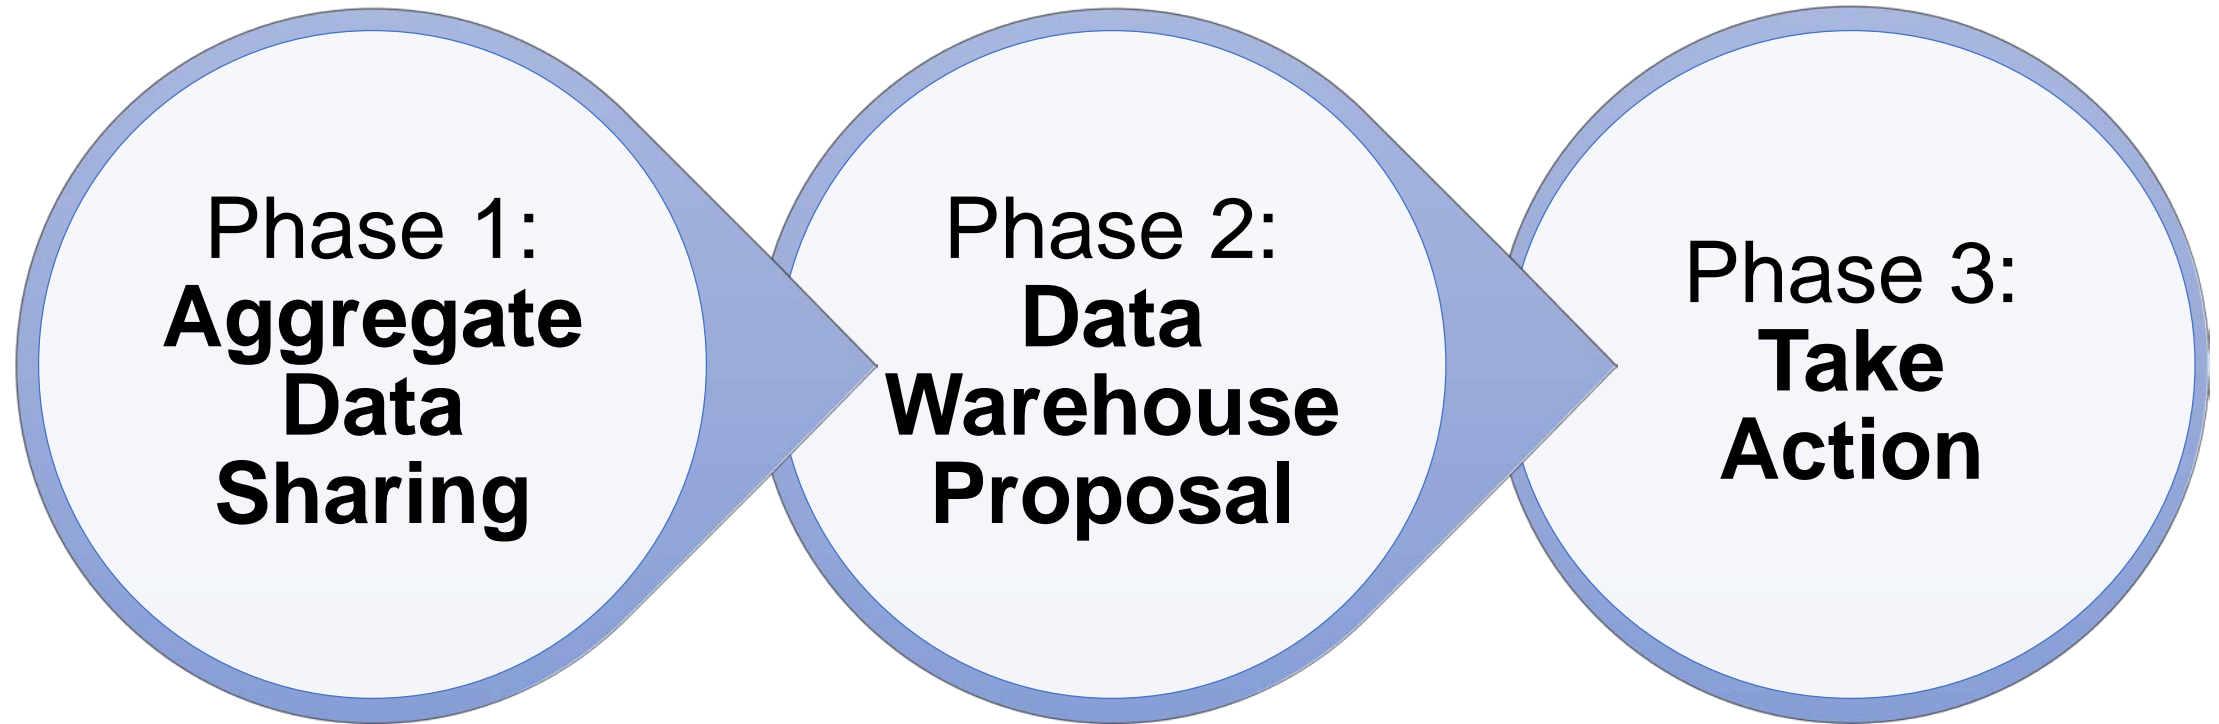 Phase 1:
Aggregate
Data
Sharing
Phase 2:
Data
Warehouse
Proposal
Phase 3:
Take
Action